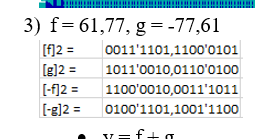 3) f = 61,77, g = -77,61
[f]2 = 0011'1101,1100'0101
[g]2 = 1011'0010,0110'0100
[-f]2 = 1100'0010,0011'1011
[-g]2 = 0100'1101,1001'1100
• y = f + g